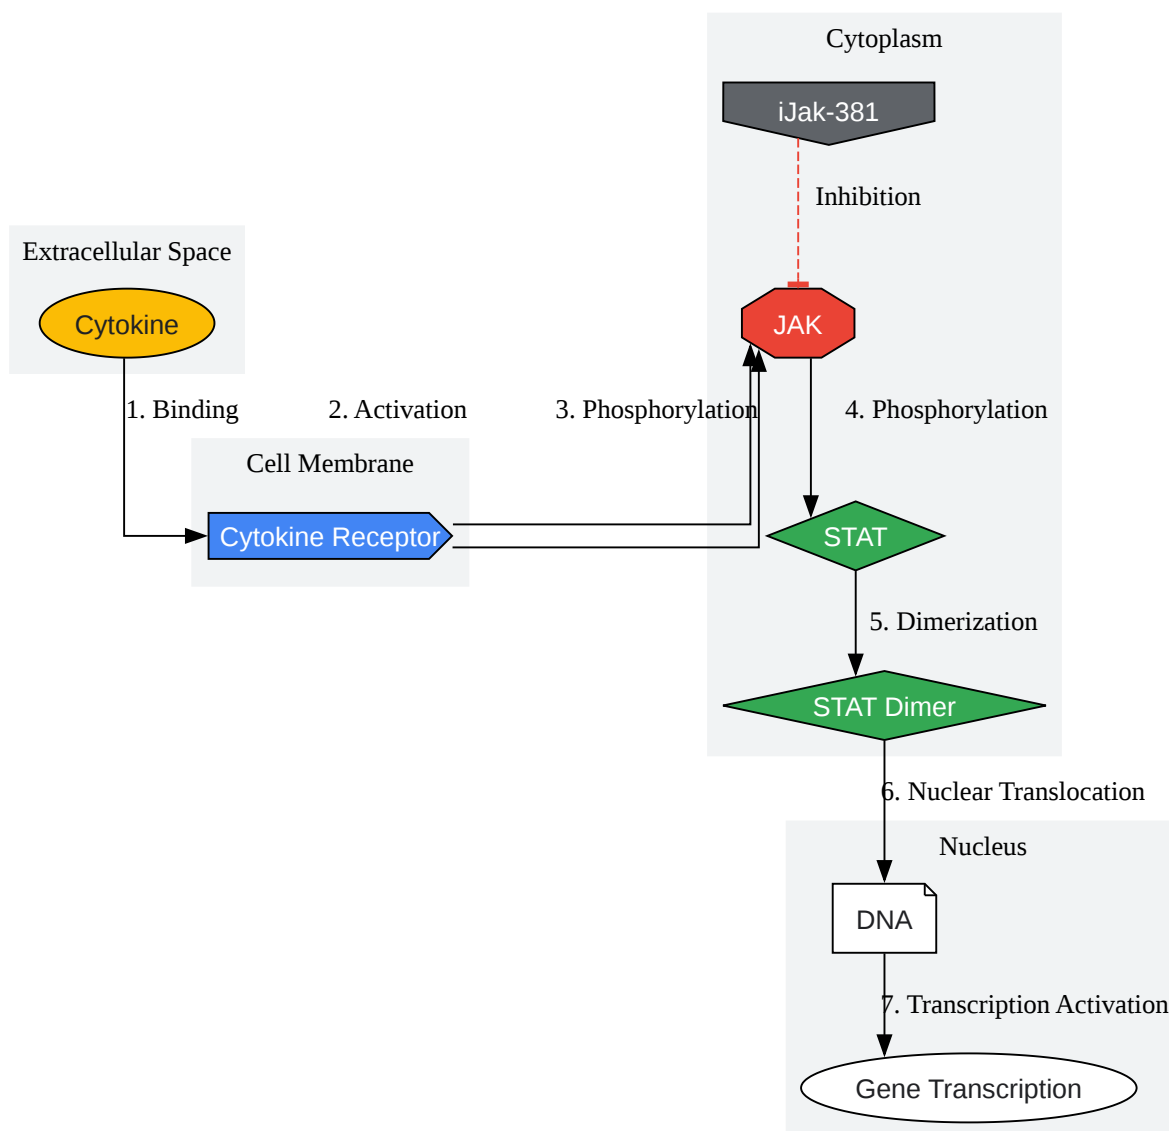 Cytoplasm
iJak-381
Inhibition
Extracellular Space
Cytokine
JAK
1. Binding
2. Activation
3. Phosphorylation
4. Phosphorylation
Cell Membrane
Cytokine Receptor
STAT
5. Dimerization
STAT Dimer
6. Nuclear Translocation
Nucleus
DNA
7. Transcription Activation
Gene Transcription